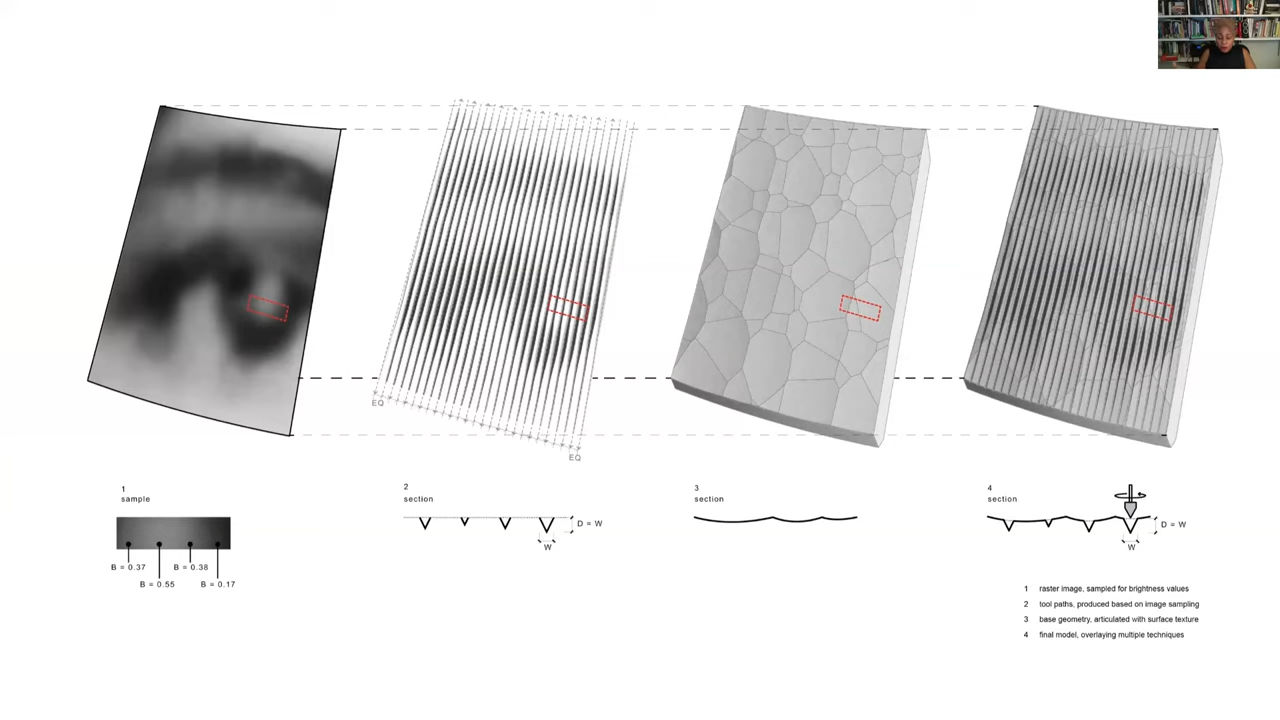 EQ
EQ
1
sample
B = 0.37
B = 0.38
B = 0.55
B = 0.17
2
section
D = W
W
3
section
4
section
D = W
W
1 raster image, sampled for brightness values
2 tool paths, produced based on image sampling
3 base geometry, articulated with surface texture
4 final model, overlaying multiple techniques